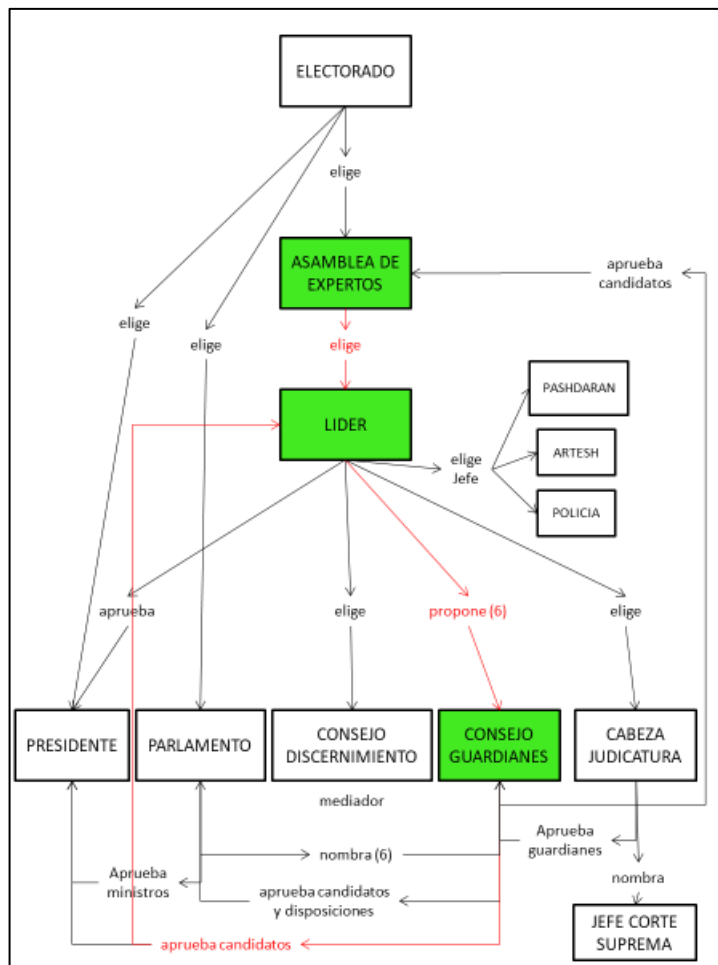 ELECTORADO
elige
ASAMBLEA DE
EXPERTOS
aprueba
candidatos
elige
elige
elige
LIDER
PASHDARAN
elige
Jefe
ARTESH
POLICIA
aprueba
elige
propone (6)
elige
PRESIDENTE
PARLAMENTO
CONSEJO
DISCERNIMIENTO
CONSEJO
GUARDIANES
CABEZA
JUDICATURA
mediador
Aprueba
guardianes
nombra (6)
Aprueba
ministros
nombra
aprueba candidatos
y disposiciones
JEFE CORTE
SUPREMA
aprueba candidatos